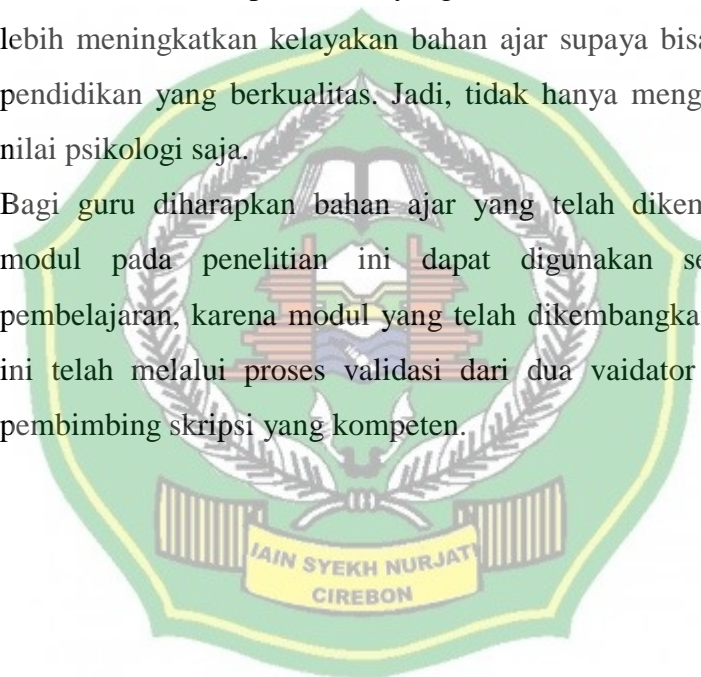 lebih meningkatkan kelayakan bahan ajar supaya bisa
pendidikan yang berkualitas. Jadi, tidak hanya meng
nilai psikologi saja.
Bagi guru diharapkan bahan ajar yang telah dikem
modul pada penelitian ini dapat digunakan se
pembelajaran, karena modul yang telah dikembangka
ini telah melalui proses validasi dari dua vaidator
pembimbing skripsi yang kompeten.
IAIN SYEKH NURJATI
CIREBON